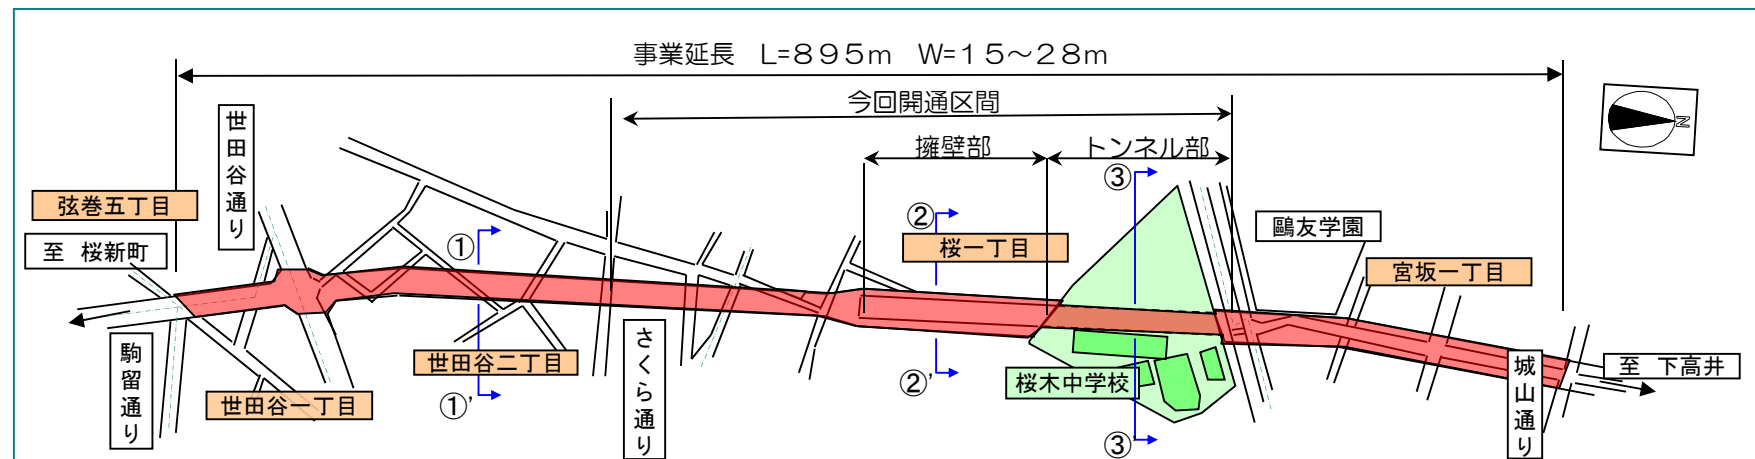 事業延長　L=８９５ｍ　W=１５～２８ｍ
今回開通区間
擁壁部
トンネル部
N
世田谷通り
弦巻五丁目
至　桜新町
駒留通り
世田谷一丁目
①
①’
世田谷二丁目
さくら通り
②
桜一丁目
②’
③
桜木中学校
③’
鷗友学園
宮坂一丁目
城山通り
至　下高井